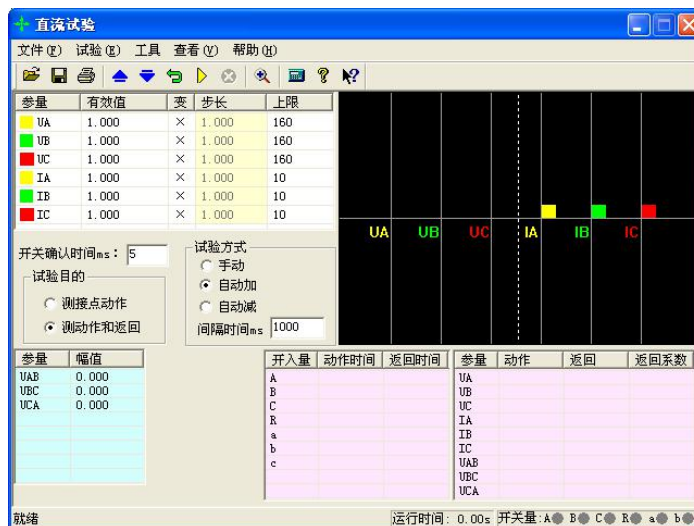 直流试验
文件(F) 试验(E) 工具 查看(V) 帮助(H)
参量 有效值 变 步长 上限
UA 1.000 × 1.000 160
UB 1.000 × 1.000 160
UC 1.000 × 1.000 160
IA 1.000 × 1.000 10
IB 1.000 × 1.000 10
IC 1.000 × 1.000 10
UA UB UC IA IB IC
开关确认时间ms: 5
试验目的
测接点动作
测动作和返回
试验方式
手动
自动加
自动减
间隔时间ms 1000
参量 幅值
UAB 0.000
UBC 0.000
UCA 0.000
开入量 动作时间 返回时间
A
B
C
R
a
b
c
参量 动作 返回 返回系数
UA
UB
UC
IA
IB
IC
UAB
UBC
UCA
就绪 运行时间: 0.00s 开关量:A B C R a b